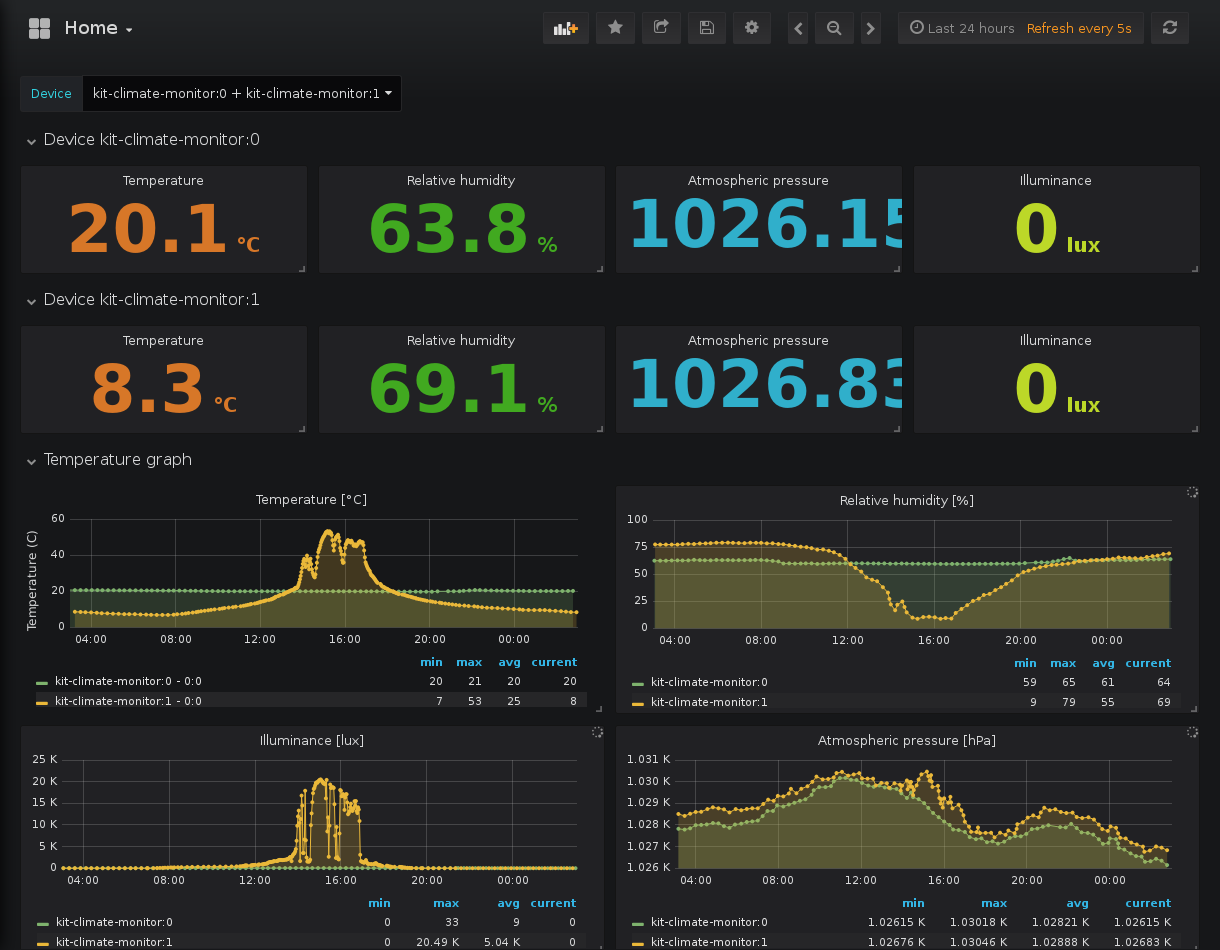 Home
Last 24 hours Refresh every 5s
Device kit-climate-monitor:0 + kit-climate-monitor:1
Device kit-climate-monitor:0
Temperature Relative humidity Atmospheric pressure Illuminance
20.1 °C 63.8 % 1026.15 0 lux
Device kit-climate-monitor:1
Temperature Relative humidity Atmospheric pressure Illuminance
8.3 °C 69.1 % 1026.83 0 lux
Temperature graph
Temperature [°C]
Temperature (C)
60
40
20
0
04:00 08:00 12:00 16:00 20:00 00:00
min max avg current
kit-climate-monitor:0 - 0:0 20 21 20 20
kit-climate-monitor:1 - 0:0 7 53 25 8
Relative humidity [%]
100
75
50
25
0
04:00 08:00 12:00 16:00 20:00 00:00
min max avg current
kit-climate-monitor:0 59 65 61 64
kit-climate-monitor:1 9 79 55 69
Illuminance [lux]
25 K
20 K
15 K
10 K
5 K
0
04:00 08:00 12:00 16:00 20:00 00:00
min max avg current
kit-climate-monitor:0 0 33 9 0
kit-climate-monitor:1 0 20.49 K 5.04 K 0
Atmospheric pressure [hPa]
1.031 K
1.030 K
1.029 K
1.028 K
1.027 K
1.026 K
04:00 08:00 12:00 16:00 20:00 00:00
min max avg current
kit-climate-monitor:0 1.02615 K 1.03018 K 1.02821 K 1.02615 K
kit-climate-monitor:1 1.02676 K 1.03046 K 1.02888 K 1.02683 K